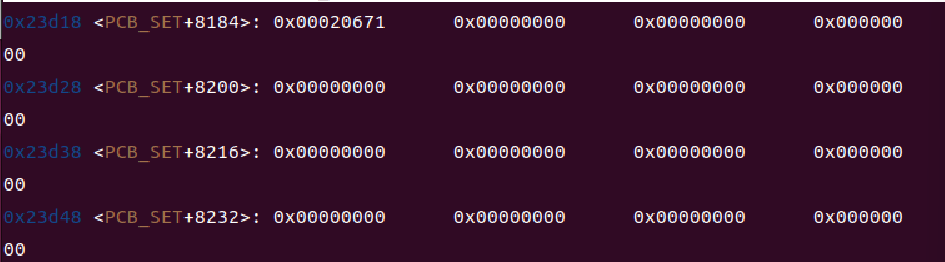 0x23d18 <PCB_SET+8184>: 0x00020671 0x00000000 0x00000000 0x000000
00
0x23d28 <PCB_SET+8200>: 0x00000000 0x00000000 0x00000000 0x000000
00
0x23d38 <PCB_SET+8216>: 0x00000000 0x00000000 0x00000000 0x000000
00
0x23d48 <PCB_SET+8232>: 0x00000000 0x00000000 0x00000000 0x000000
00